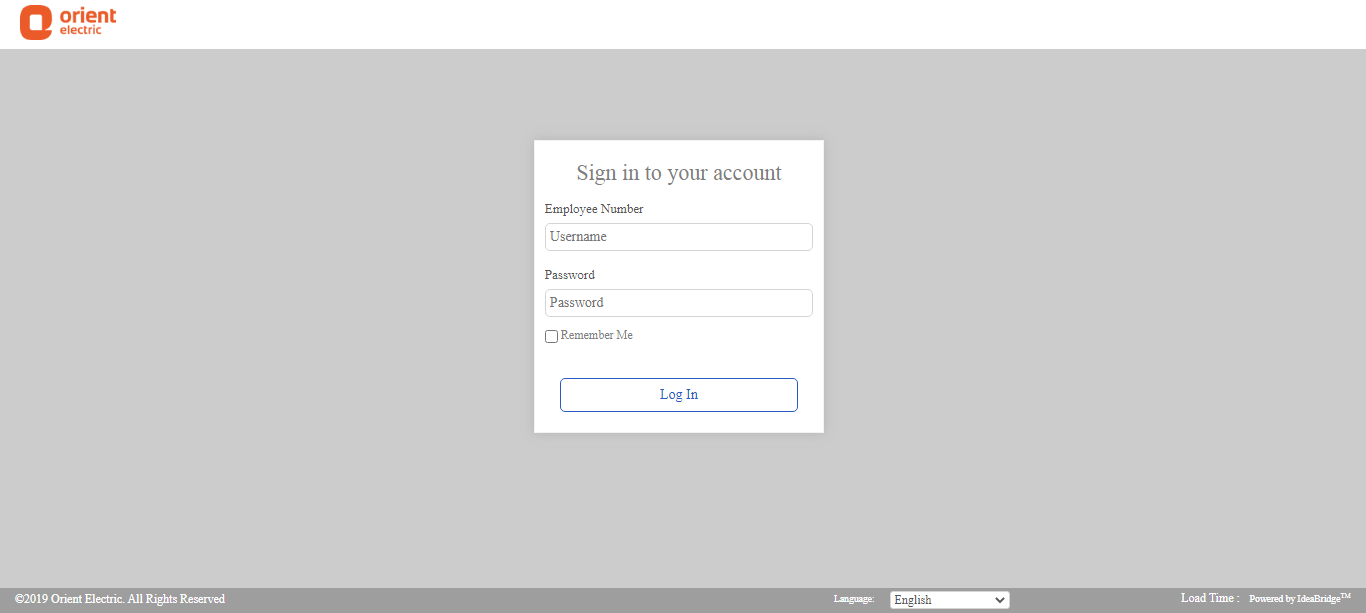 orient
electric
Sign in to your account
Employee Number
Username
Password
Password
Remember Me
Log In
©2019 Orient Electric. All Rights Reserved
Language:
English
Load Time :
Powered by IdeaBridge™